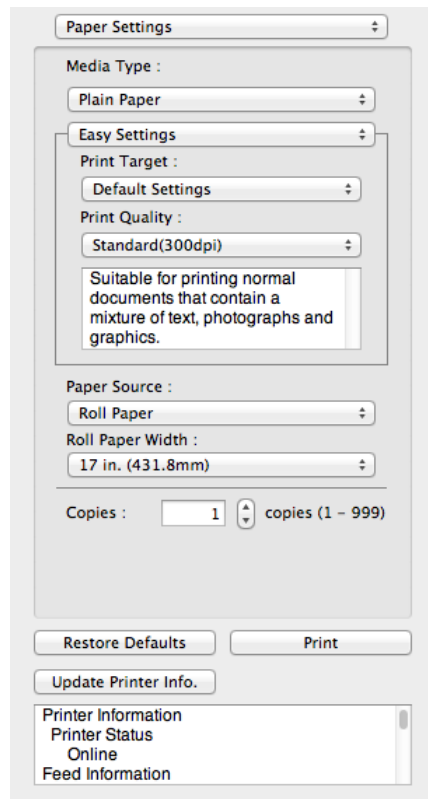 Paper Settings
Media Type :
Plain Paper
Easy Settings
Print Target :
Default Settings
Print Quality :
Standard(300dpi)
Suitable for printing normal
documents that contain a
mixture of text, photographs and
graphics.
Paper Source :
Roll Paper
Roll Paper Width :
17 in. (431.8mm)
Copies : 1 copies (1 – 999)
Restore Defaults Print
Update Printer Info.
Printer Information
Printer Status
Online
Feed Information